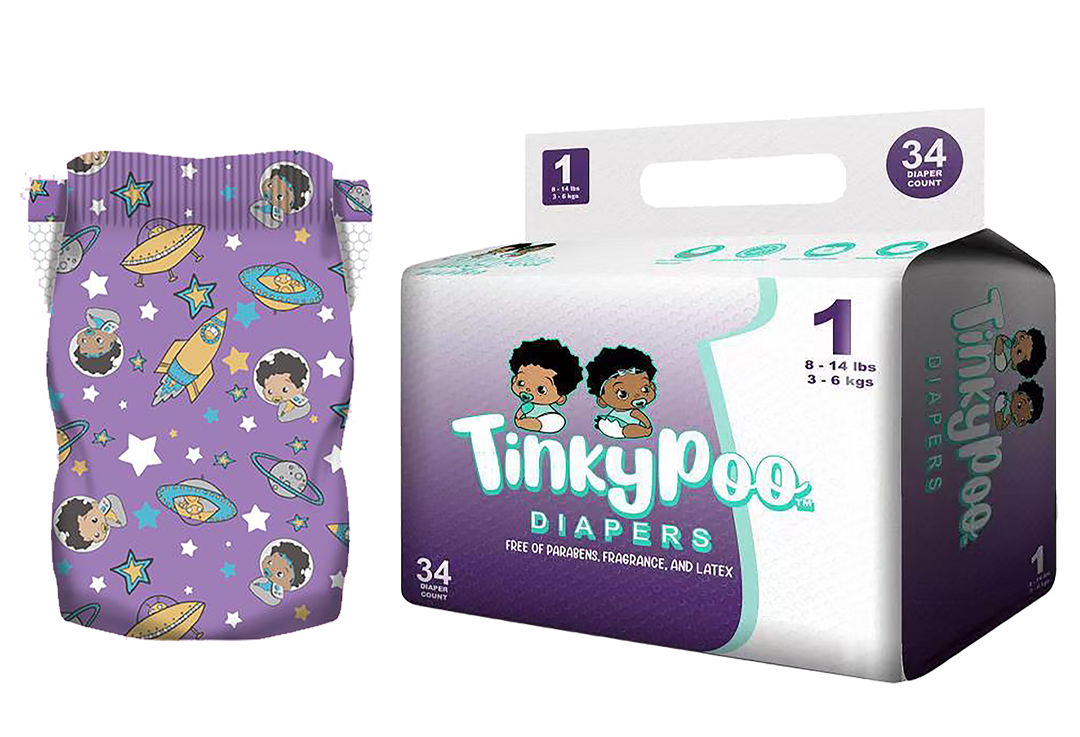 1
8 - 14 lbs
3 - 6 kgs
34
DIAPER
COUNT
1
8 - 14 lbs
3 - 6 kgs
TinkyPoo™
DIAPERS
FREE OF PARABENS, FRAGRANCE, AND LATEX
34
DIAPER
COUNT
TinkyPoo
DIAPERS
1